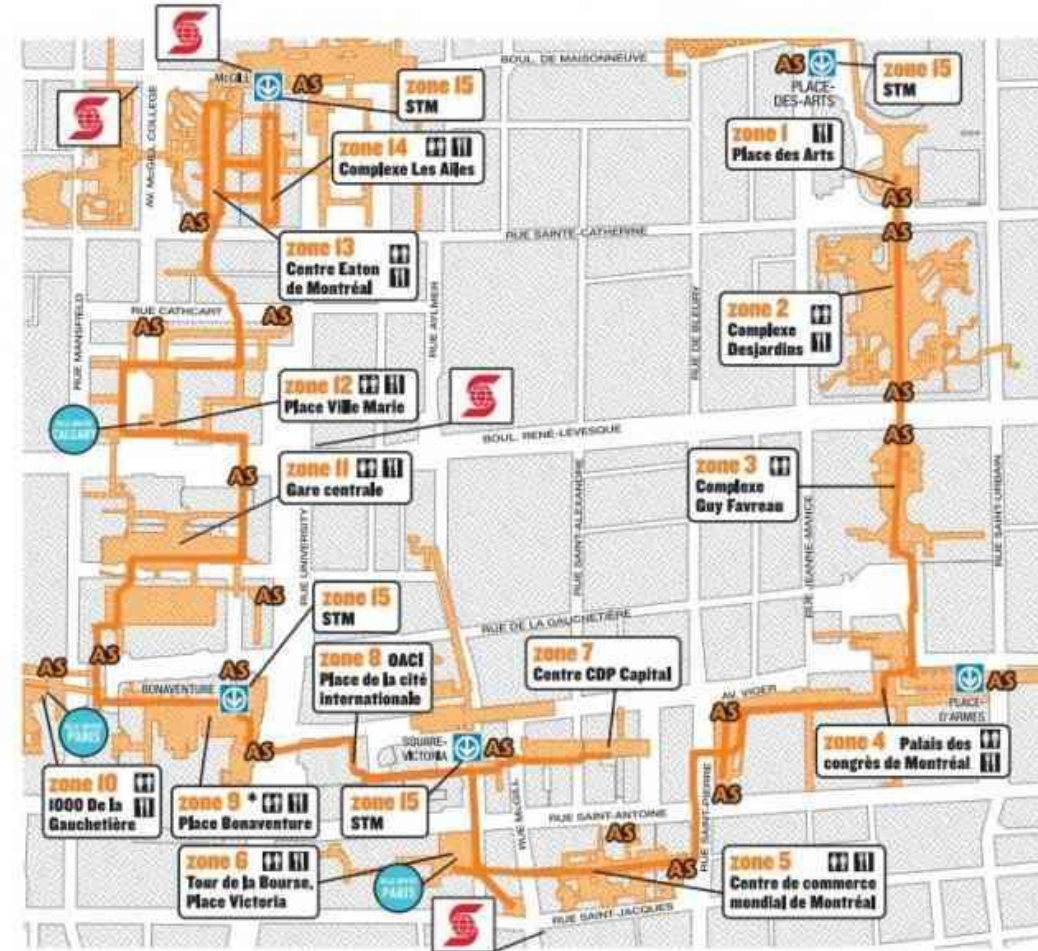 McGILL
AS
zone 15
STM
BOUL. DE MAISONNEUVE
AS
PLACE-
DES-ARTS
zone 15
STM
zone 14
Complexe Les Ailes
zone 1
Place des Arts
AS
AV. McGILL COLLEGE
AS
zone 13
Centre Eaton
de Montréal
RUE SAINTE-CATHERINE
AS
RUE MANSFIELD
RUE CATHCART
AS
AS
RUE AYLMER
RUE DE BLEURY
zone 2
Complexe
Desjardins
AS
zone 12
Place Ville Marie
CALGARY
BOUL. RENÉ-LÉVESQUE
AS
AS
zone 11
Gare centrale
zone 3
Complexe
Guy Favreau
RUE UNIVERSITY
RUE SAINT-ALEXANDRE
RUE JEANNE-MANCE
RUE SAINT-URBAIN
AS
zone 15
STM
RUE DE LA GAUCHETIÈRE
AS
AS
AS
BONAVENTURE
zone 8 OACI
Place de la cité
internationale
zone 7
Centre CDP Capital
AV. VIGER
AS
PLACE-
D'ARMES
AS
PARIS
AS
SQUARE-
VICTORIA
AS
zone 4 Palais des
congrès de Montréal
zone 10
1000 De la
Gauchetière
zone 9 *
Place Bonaventure
zone 15
STM
RUE McGILL
RUE SAINT-ANTOINE
RUE SAINT-PIERRE
AS
AS
AS
zone 6
Tour de la Bourse,
Place Victoria
PARIS
zone 5
Centre de commerce
mondial de Montréal
RUE SAINT-JACQUES